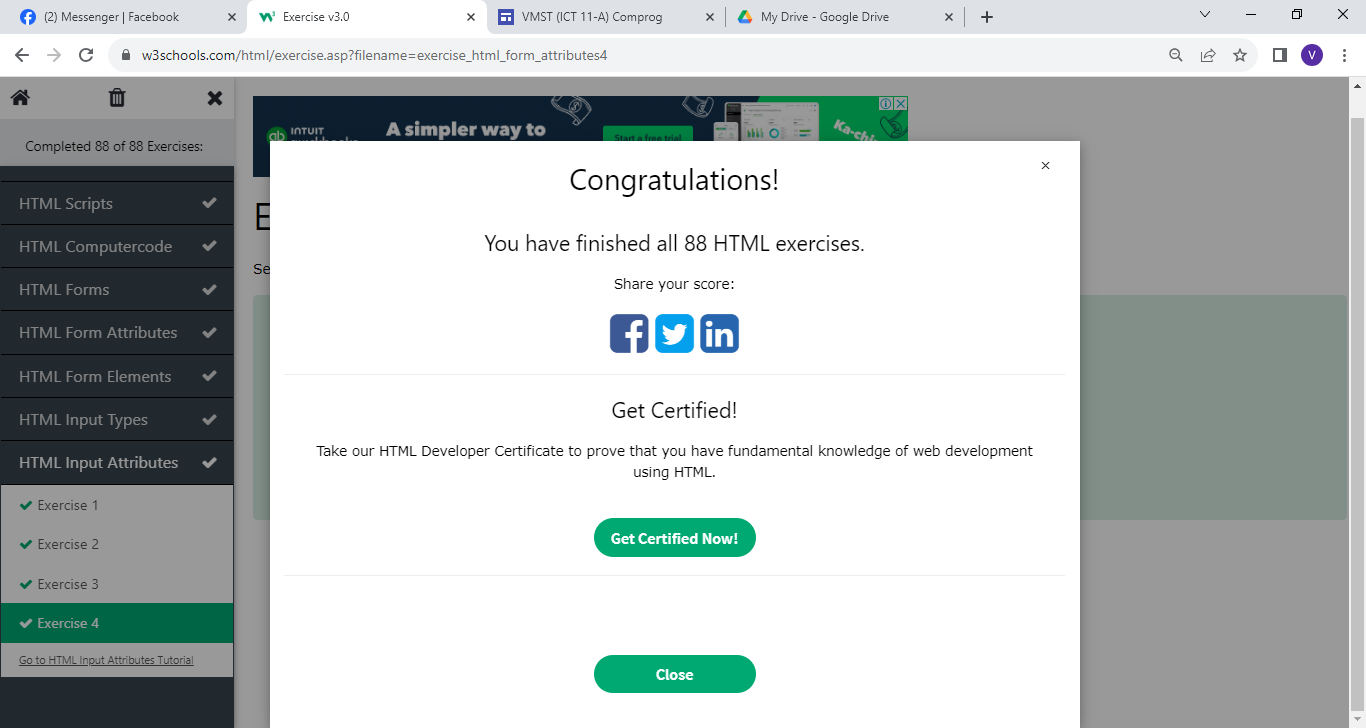 (2) Messenger | Facebook
Exercise v3.0
VMST (ICT 11-A) Comprog
My Drive - Google Drive
w3schools.com/html/exercise.asp?filename=exercise_html_form_attributes4
V
Completed 88 of 88 Exercises:
HTML Scripts
HTML Computercode
HTML Forms
HTML Form Attributes
HTML Form Elements
HTML Input Types
HTML Input Attributes
Exercise 1
Exercise 2
Exercise 3
Exercise 4
Go to HTML Input Attributes Tutorial
INTUIT
A simpler way to
Start a free trial
Congratulations!
You have finished all 88 HTML exercises.
Share your score:
Get Certified!
Take our HTML Developer Certificate to prove that you have fundamental knowledge of web development
using HTML.
Get Certified Now!
Close